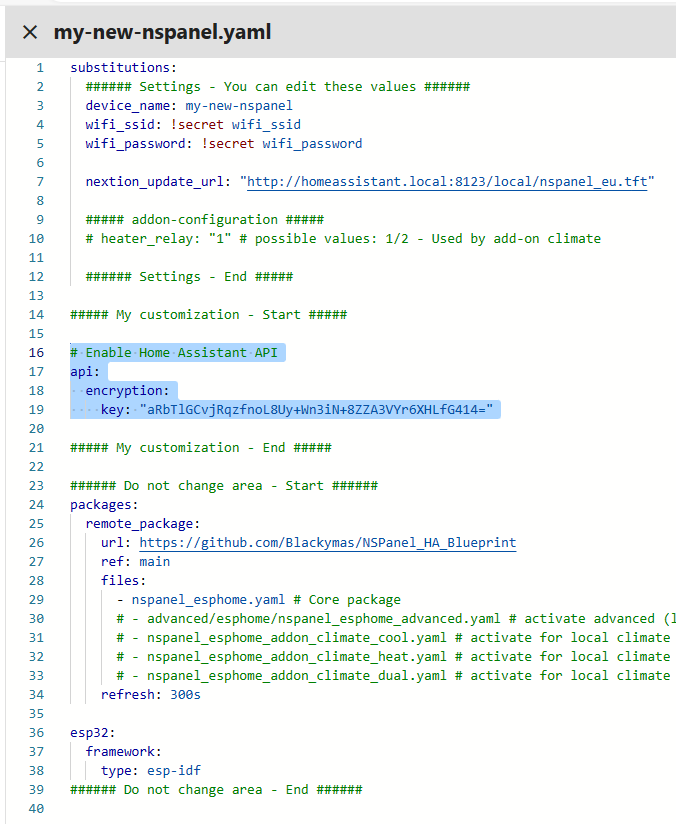 my-new-nspanel.yaml
1 substitutions:
2 ###### Settings - You can edit these values ######
3 device_name: my-new-nspanel
4 wifi_ssid: !secret wifi_ssid
5 wifi_password: !secret wifi_password
6
7 nextion_update_url: "http://homeassistant.local:8123/local/nspanel_eu.tft"
8
9 ##### addon-configuration #####
10 # heater_relay: "1" # possible values: 1/2 - Used by add-on climate
11
12 ###### Settings - End #####
13
14 ##### My customization - Start #####
15
16 # Enable Home Assistant API
17 api:
18 encryption:
19 key: "aRbTlGCvjRqzfnoL8Uy+Wn3iN+8ZZA3VYr6XHLfG414="
20
21 ##### My customization - End #####
22
23 ###### Do not change area - Start ######
24 packages:
25 remote_package:
26 url: https://github.com/Blackymas/NSPanel_HA_Blueprint
27 ref: main
28 files:
29 - nspanel_esphome.yaml # Core package
30 # - advanced/esphome/nspanel_esphome_advanced.yaml # activate advanced (l
31 # - nspanel_esphome_addon_climate_cool.yaml # activate for local climate
32 # - nspanel_esphome_addon_climate_heat.yaml # activate for local climate
33 # - nspanel_esphome_addon_climate_dual.yaml # activate for local climate
34 refresh: 300s
35
36 esp32:
37 framework:
38 type: esp-idf
39 ###### Do not change area - End ######
40